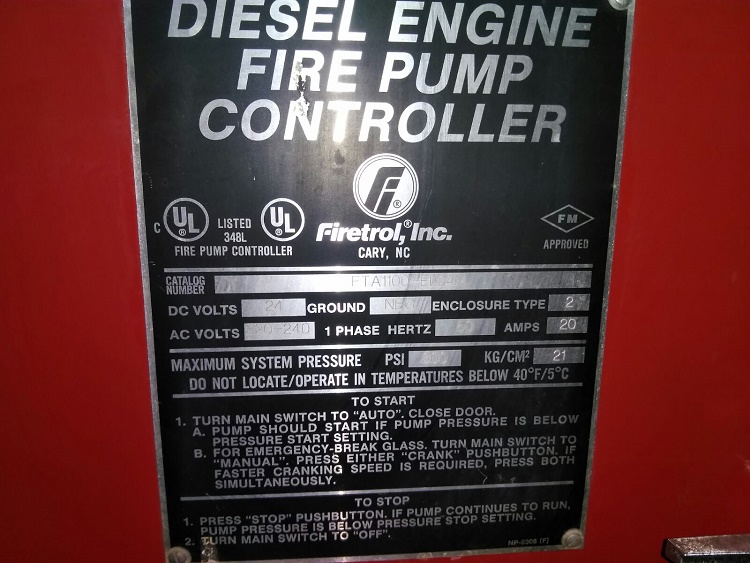 DIESEL ENGINE
FIRE PUMP
CONTROLLER
C UL LISTED UL
348L
FIRE PUMP CONTROLLER
Firetrol,® Inc.
CARY, NC
FM
APPROVED
CATALOG
NUMBER
DC VOLTS 24 GROUND ENCLOSURE TYPE 2
AC VOLTS 1 PHASE HERTZ AMPS 20
MAXIMUM SYSTEM PRESSURE PSI KG/CM² 21
DO NOT LOCATE/OPERATE IN TEMPERATURES BELOW 40°F/5°C
TO START
1. TURN MAIN SWITCH TO "AUTO". CLOSE DOOR.
A. PUMP SHOULD START IF PUMP PRESSURE IS BELOW
PRESSURE START SETTING.
B. FOR EMERGENCY-BREAK GLASS. TURN MAIN SWITCH TO
"MANUAL". PRESS EITHER "CRANK" PUSHBUTTON. IF
FASTER CRANKING SPEED IS REQUIRED, PRESS BOTH
SIMULTANEOUSLY.
TO STOP
1. PRESS "STOP" PUSHBUTTON. IF PUMP CONTINUES TO RUN,
PUMP PRESSURE IS BELOW PRESSURE STOP SETTING.
2. TURN MAIN SWITCH TO "OFF".